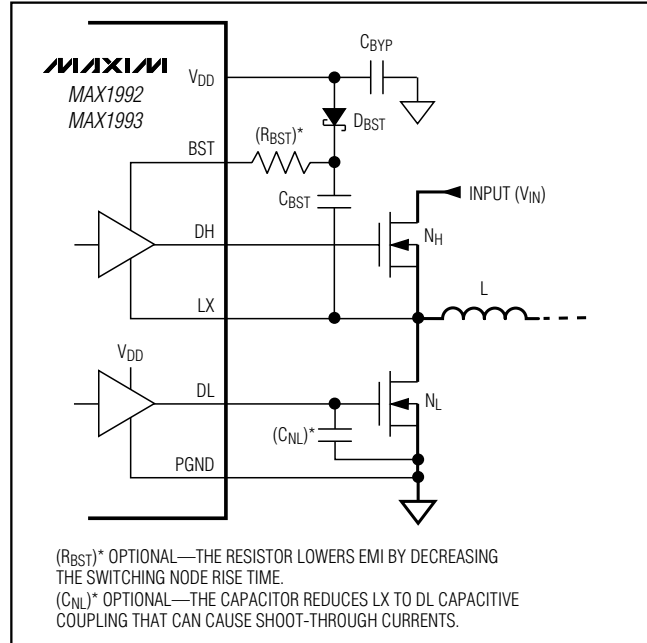 MAXIM
MAX1992
MAX1993
VDD
CBYP
DBST
(RBST)*
BST
CBST
INPUT (VIN)
DH
NH
L
LX
VDD
DL
NL
(CNL)*
PGND
(RBST)* OPTIONAL—THE RESISTOR LOWERS EMI BY DECREASING
THE SWITCHING NODE RISE TIME.
(CNL)* OPTIONAL—THE CAPACITOR REDUCES LX TO DL CAPACITIVE
COUPLING THAT CAN CAUSE SHOOT-THROUGH CURRENTS.